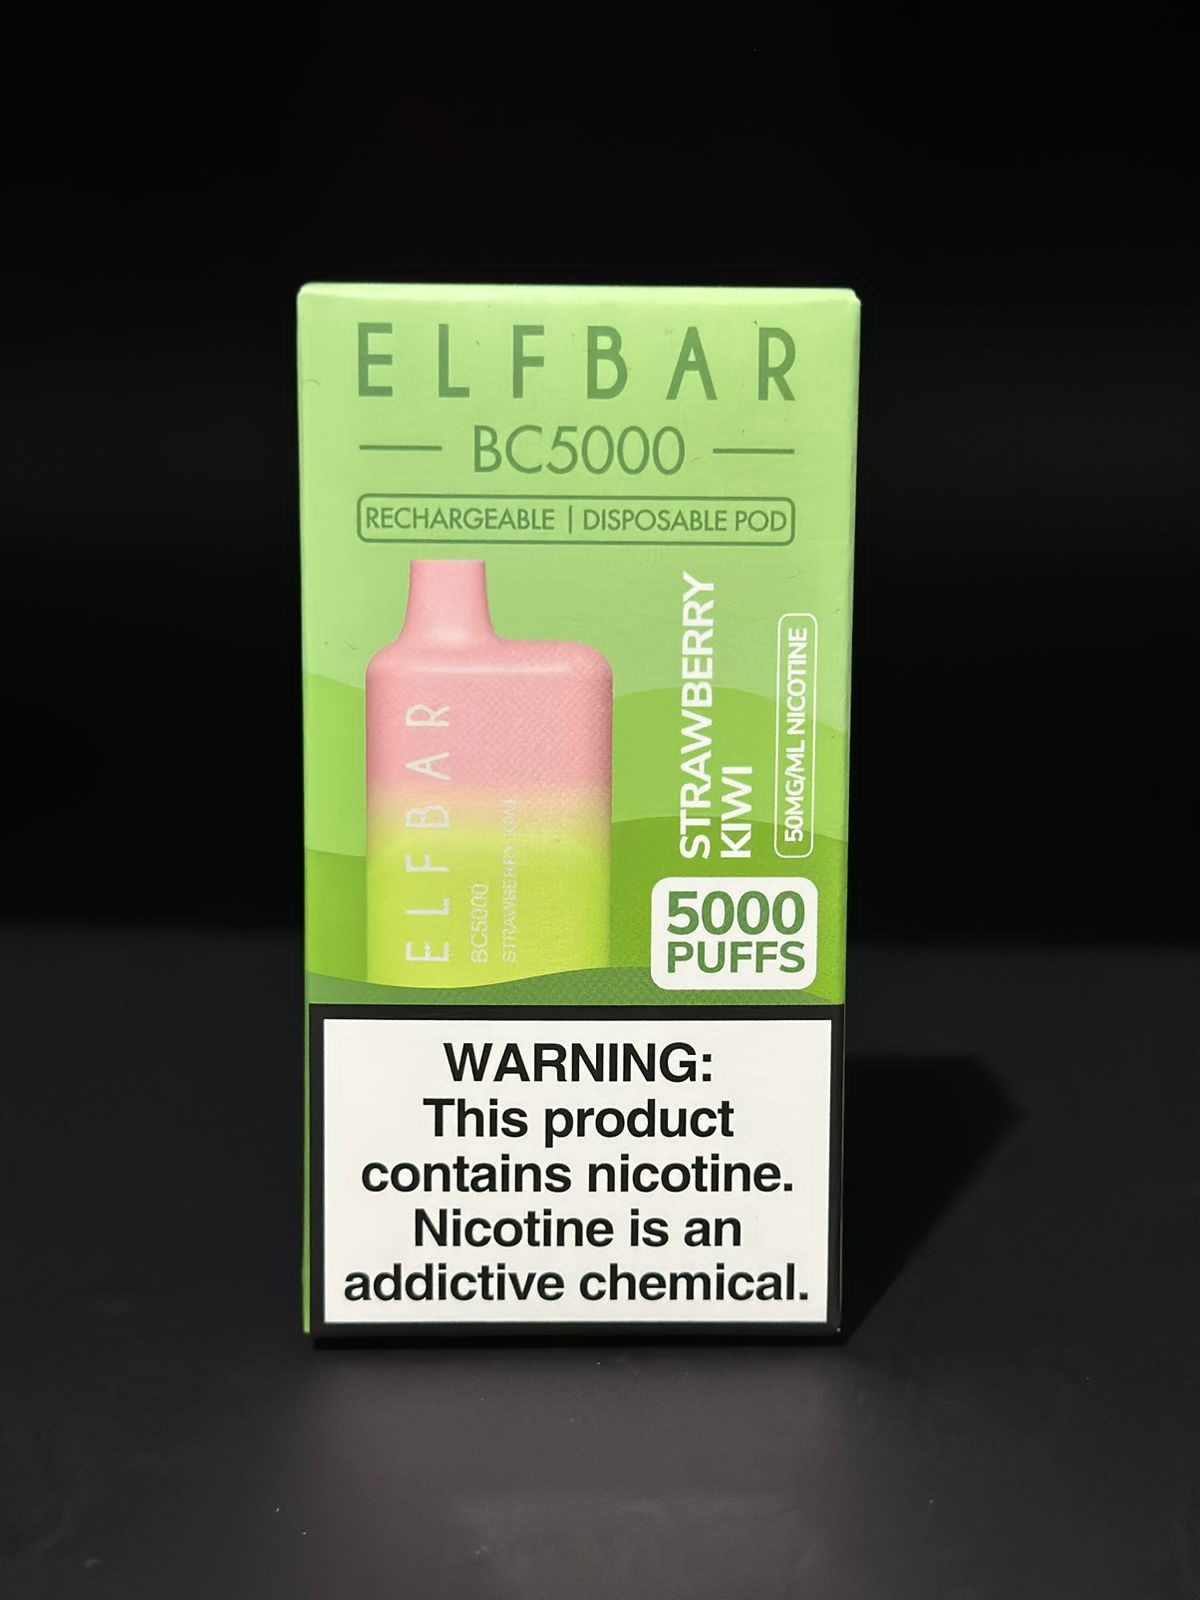 ELFBAR
BC5000
RECHARGEABLE | DISPOSABLE POD
STRAWBERRY
KIWI
50MG/ML NICOTINE
5000
PUFFS
ELFBAR
BC5000
STRAWBERRY KIWI
WARNING:
This product
contains nicotine.
Nicotine is an
addictive chemical.